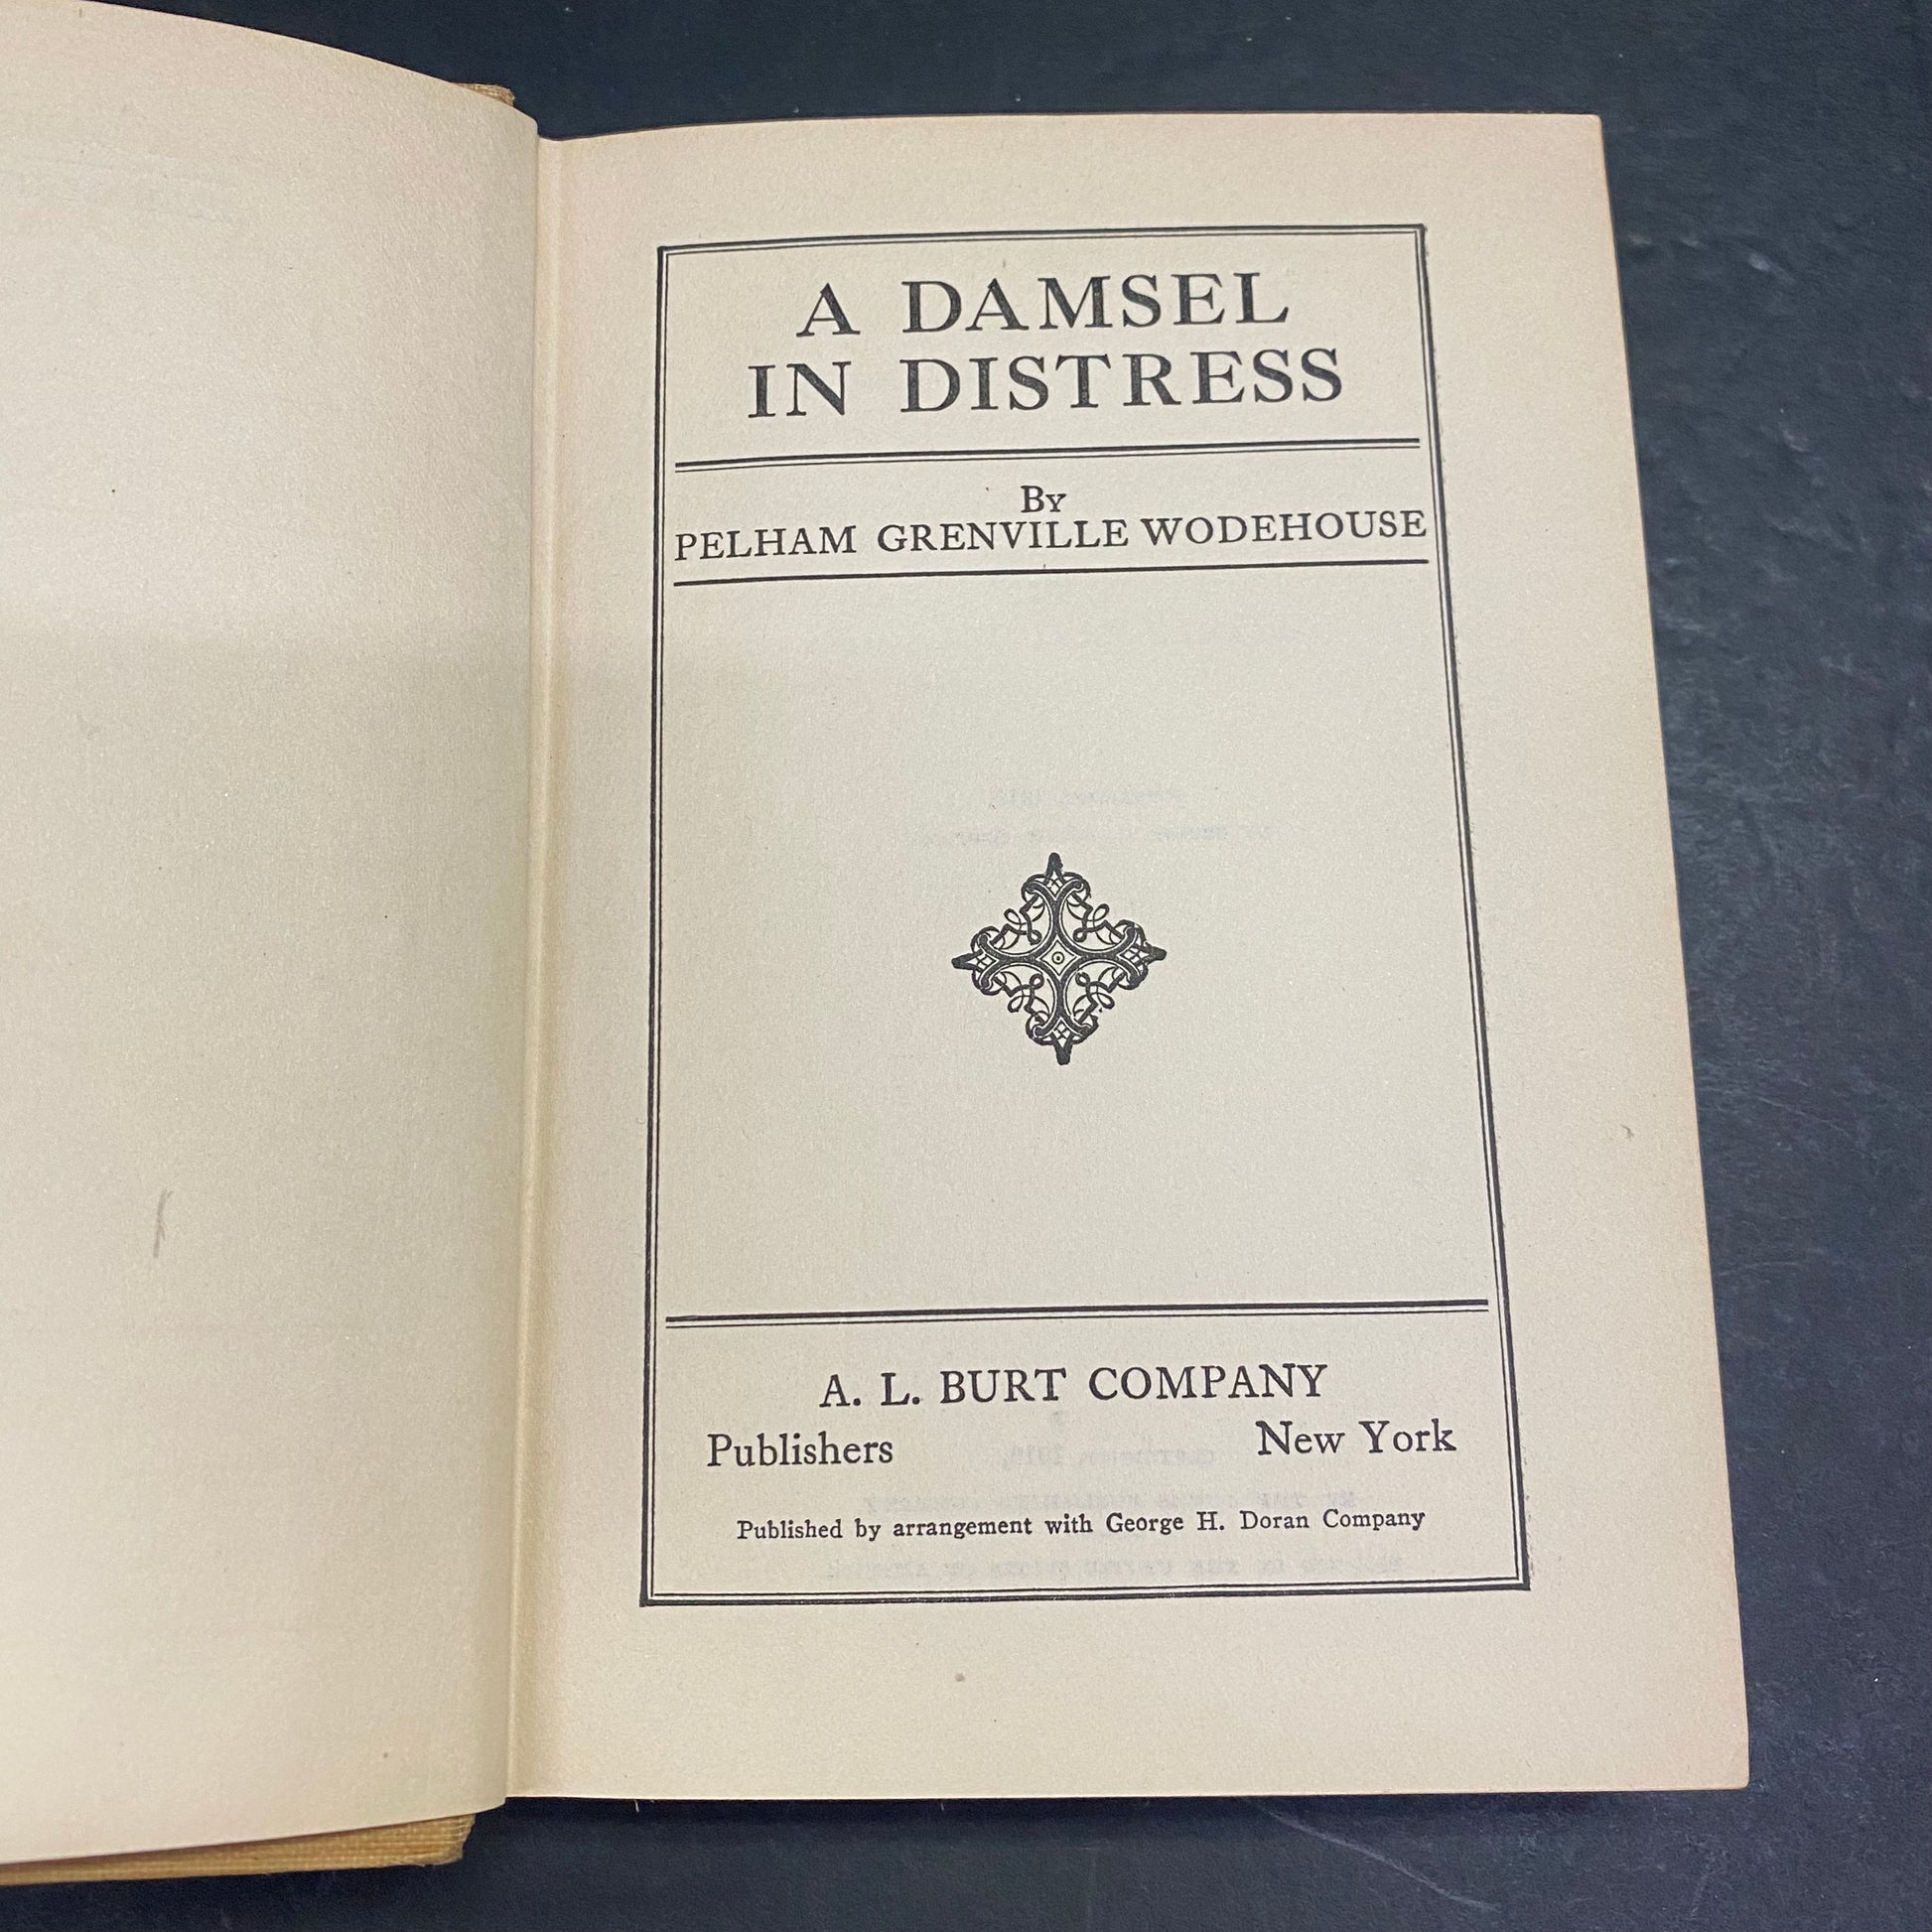 A DAMSEL
IN DISTRESS
By
PELHAM GRENVILLE WODEHOUSE
A. L. BURT COMPANY
Publishers New York
Published by arrangement with George H. Doran Company